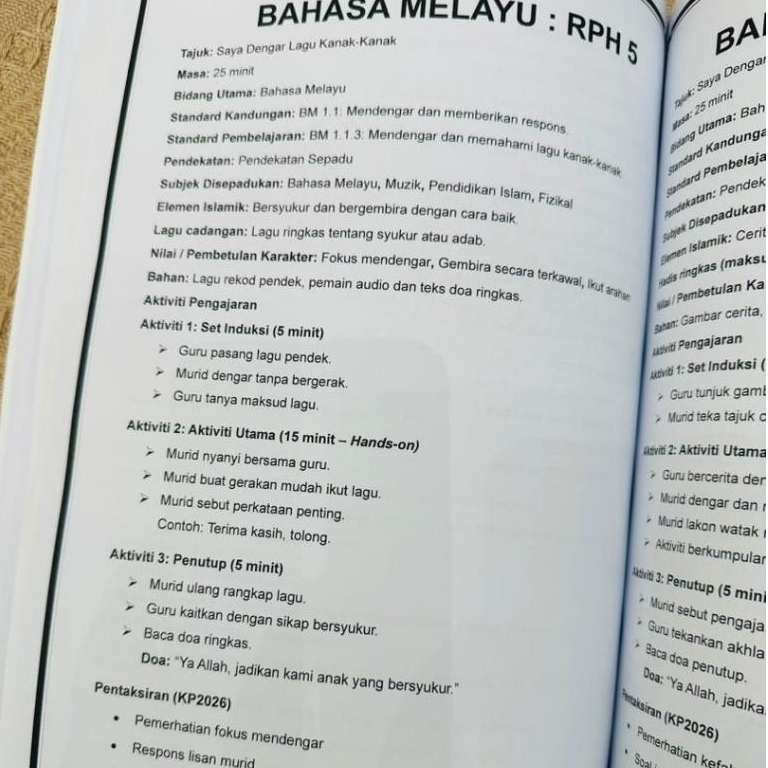 BAHASA MELAYU : RPH 5
Tajuk: Saya Dengar Lagu Kanak-Kanak
Masa: 25 minit
Bidang Utama: Bahasa Melayu
Standard Kandungan: BM 1.1: Mendengar dan memberikan respons.
Standard Pembelajaran: BM 1.1.3: Mendengar dan memahami lagu kanak-kanak.
Pendekatan: Pendekatan Sepadu
Subjek Disepadukan: Bahasa Melayu, Muzik, Pendidikan Islam, Fizikal
Elemen Islamik: Bersyukur dan bergembira dengan cara baik.
Lagu cadangan: Lagu ringkas tentang syukur atau adab.
Nilai / Pembetulan Karakter: Fokus mendengar, Gembira secara terkawal, Ikut arahan
Bahan: Lagu rekod pendek, pemain audio dan teks doa ringkas.
Aktiviti Pengajaran
Aktiviti 1: Set Induksi (5 minit)
➢ Guru pasang lagu pendek.
➢ Murid dengar tanpa bergerak.
➢ Guru tanya maksud lagu.
Aktiviti 2: Aktiviti Utama (15 minit – Hands-on)
➢ Murid nyanyi bersama guru.
➢ Murid buat gerakan mudah ikut lagu.
➢ Murid sebut perkataan penting.
Contoh: Terima kasih, tolong.
Aktiviti 3: Penutup (5 minit)
➢ Murid ulang rangkap lagu.
➢ Guru kaitkan dengan sikap bersyukur.
➢ Baca doa ringkas.
Doa: “Ya Allah, jadikan kami anak yang bersyukur.”
Pentaksiran (KP2026)
• Pemerhatian fokus mendengar
• Respons lisan murid
BA
Tajuk: Saya Dengar
Masa: 25 minit
Bidang Utama: Bah
Standard Kandunga
Standard Pembelaja
Pendekatan: Pendek
Subjek Disepadukan
Elemen Islamik: Cerit
Hadis ringkas (maksu
Nilai / Pembetulan Ka
Bahan: Gambar cerita,
Aktiviti Pengajaran
Aktiviti 1: Set Induksi (
➢ Guru tunjuk gamb
➢ Murid teka tajuk c
Aktiviti 2: Aktiviti Utama
➢ Guru bercerita den
➢ Murid dengar dan
➢ Murid lakon watak
➢ Aktiviti berkumpulan
Aktiviti 3: Penutup (5 mini
➢ Murid sebut pengaja
➢ Guru tekankan akhla
➢ Baca doa penutup.
Doa: “Ya Allah, jadika
Pentaksiran (KP2026)
• Pemerhatian kefa
• Soal